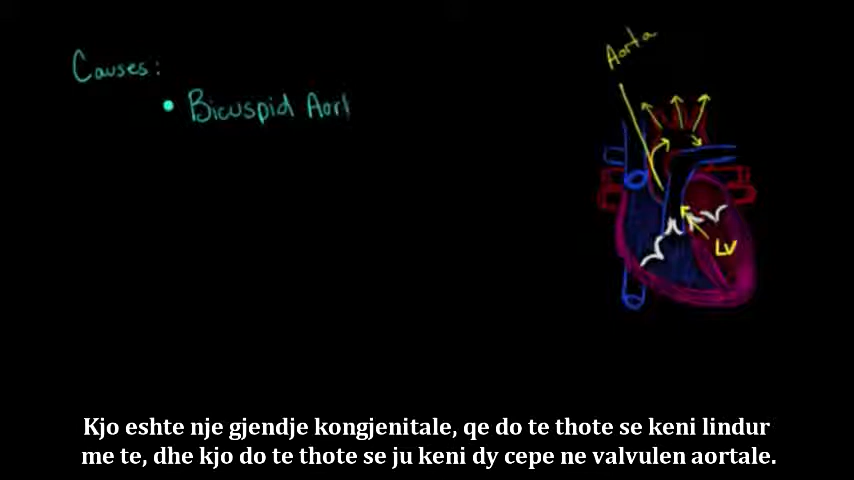 Causes:
Aorta
• Bicuspid Aort
LV
Kjo eshte nje gjendje kongjenitale, qe do te thote se keni lindur
me te, dhe kjo do te thote se ju keni dy cepe ne valvulen aortale.